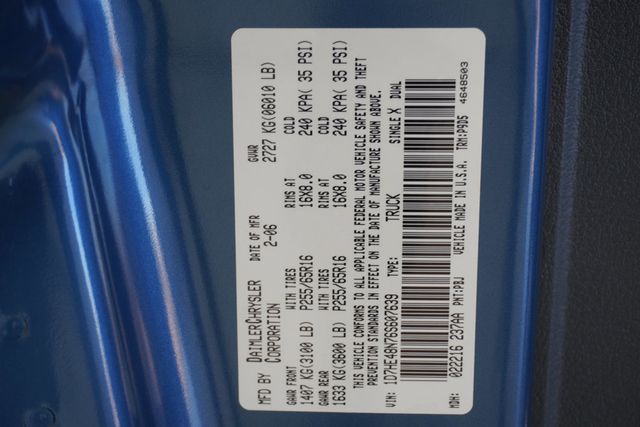 MFD BY DAIMLERCHRYSLER CORPORATION DATE OF MFR 2-06 GVWR 2727 KG(06010 LB)
GAWR FRONT WITH TIRES RIMS AT COLD
1407 KG(3100 LB) P255/65R16 16X8.0 240 KPA( 35 PSI)
GAWR REAR WITH TIRES RIMS AT COLD
1633 KG(3600 LB) P255/65R16 16X8.0 240 KPA( 35 PSI)
THIS VEHICLE CONFORMS TO ALL APPLICABLE FEDERAL MOTOR VEHICLE SAFETY AND THEFT
PREVENTION STANDARDS IN EFFECT ON THE DATE OF MANUFACTURE SHOWN ABOVE.
VIN: 1D7HE48N76S607639 TYPE: TRUCK SINGLE X DUAL
MDH: 022216 237AA PNT:PBJ VEHICLE MADE IN U.S.A. TRM:P9D5 4648503